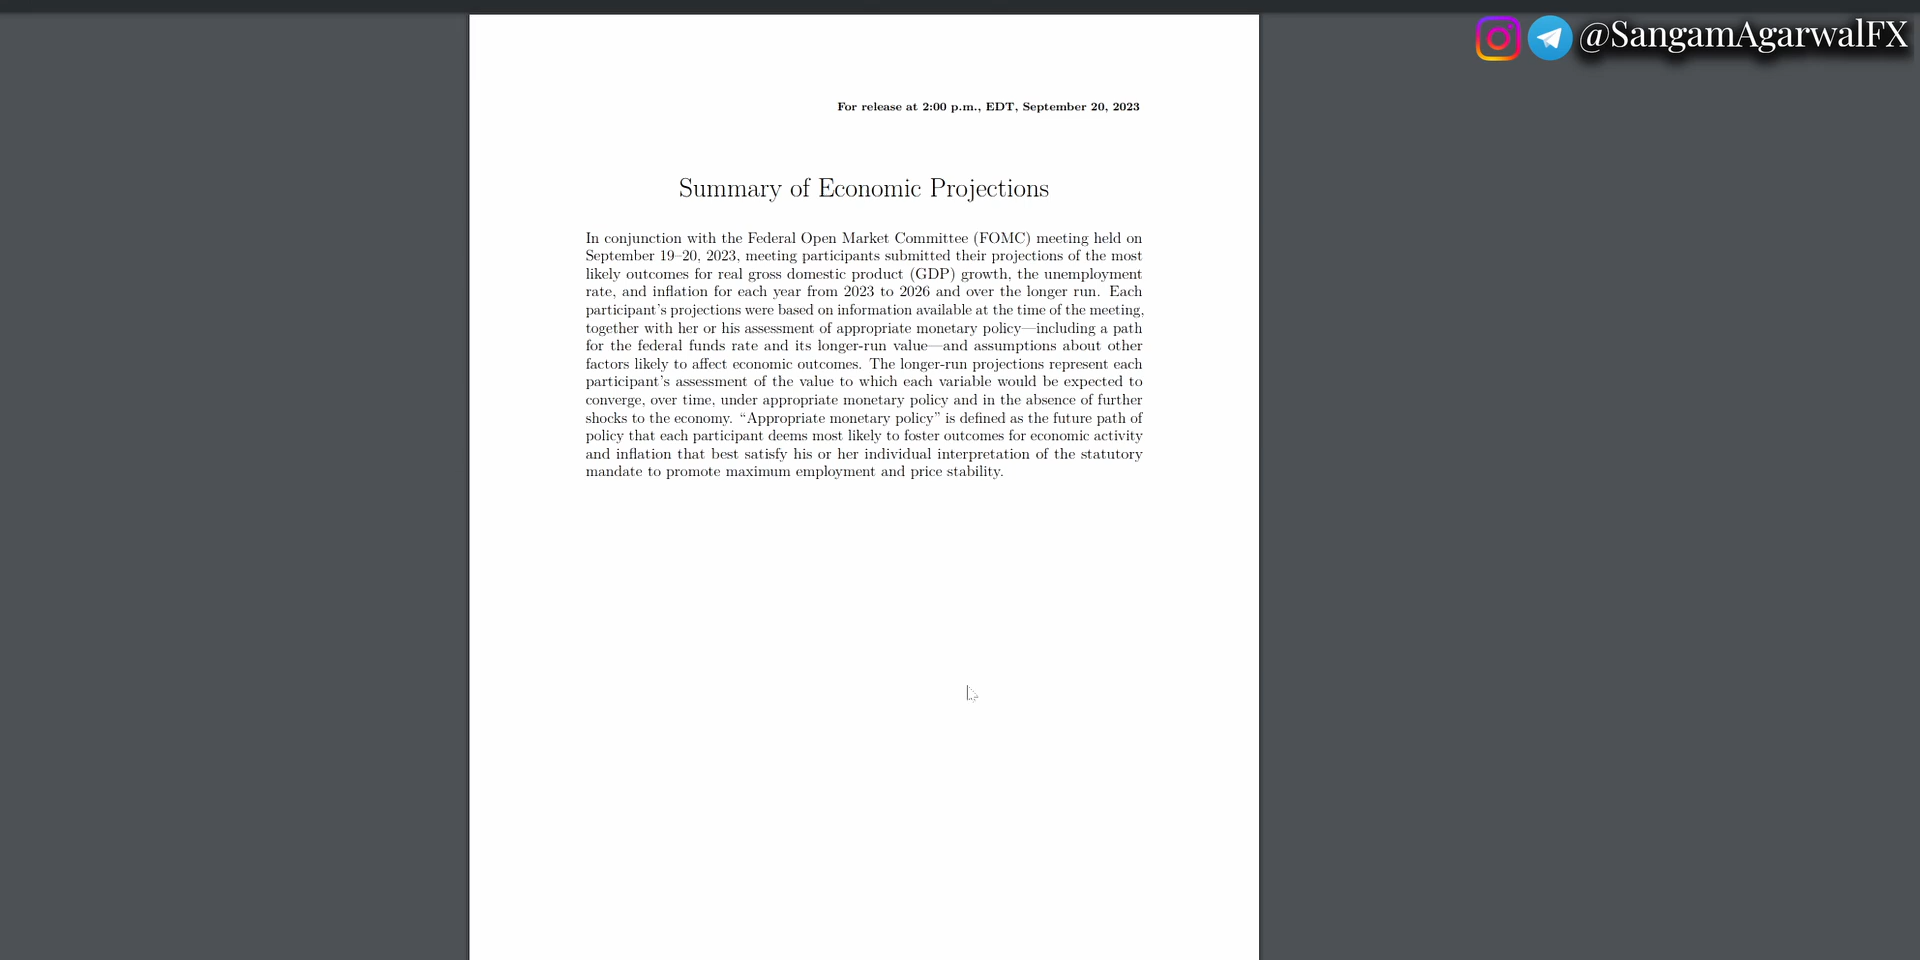 @SangamAgarwalFX
For release at 2:00 p.m., EDT, September 20, 2023
Summary of Economic Projections
In conjunction with the Federal Open Market Committee (FOMC) meeting held on
September 19–20, 2023, meeting participants submitted their projections of the most
likely outcomes for real gross domestic product (GDP) growth, the unemployment
rate, and inflation for each year from 2023 to 2026 and over the longer run. Each
participant's projections were based on information available at the time of the meeting,
together with her or his assessment of appropriate monetary policy—including a path
for the federal funds rate and its longer-run value—and assumptions about other
factors likely to affect economic outcomes. The longer-run projections represent each
participant's assessment of the value to which each variable would be expected to
converge, over time, under appropriate monetary policy and in the absence of further
shocks to the economy. “Appropriate monetary policy” is defined as the future path of
policy that each participant deems most likely to foster outcomes for economic activity
and inflation that best satisfy his or her individual interpretation of the statutory
mandate to promote maximum employment and price stability.